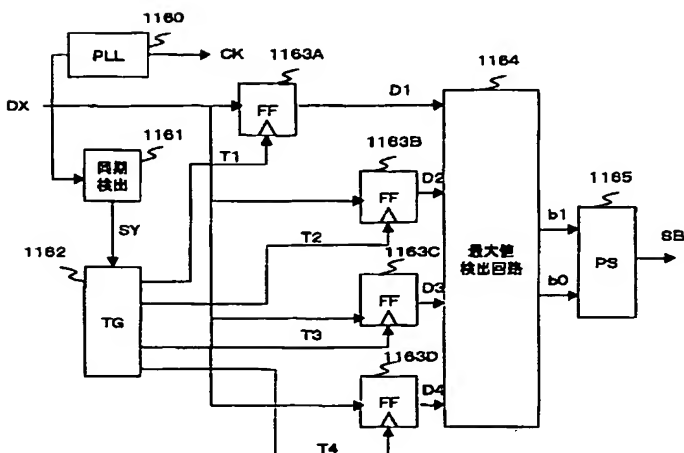 1160
PLL
CK
1163A
1164
DX
FF
D1
1161
同期
検出
T1
1163B
FF
D2
1165
SY
b1
1162
T2
1163C
最大値
検出回路
PS
SB
TG
FF
D3
b0
T3
1163D
FF
D4
T4